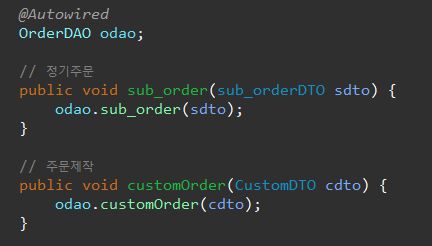 @Autowired
OrderDAO odao;
// 정기주문
public void sub_order(sub_orderDTO sdto) {
odao.sub_order(sdto);
}
// 주문제작
public void customOrder(CustomDTO cdto) {
odao.customOrder(cdto);
}